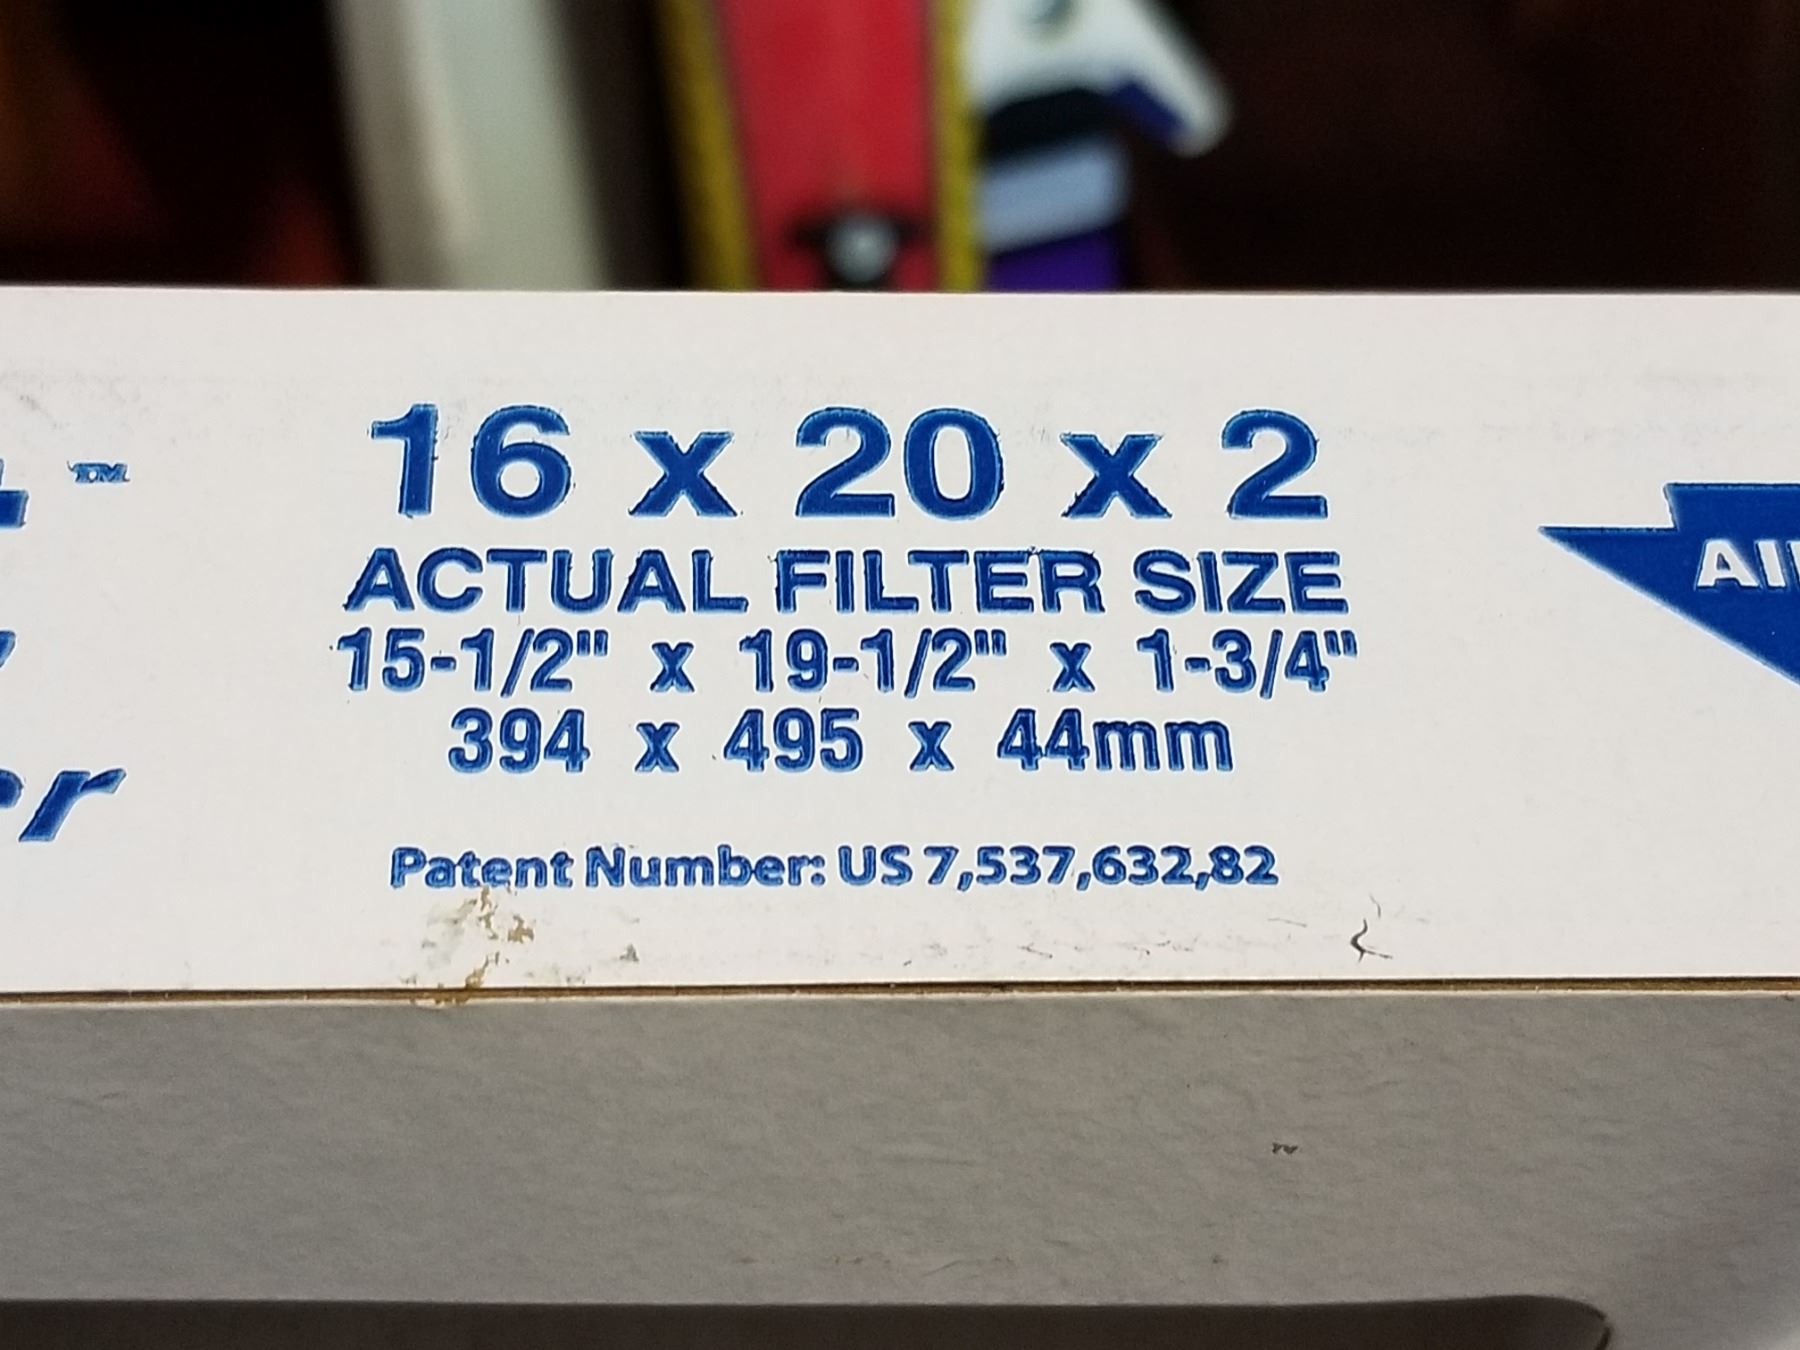 TM
16 x 20 x 2
ACTUAL FILTER SIZE
15-1/2" x 19-1/2" x 1-3/4"
394 x 495 x 44mm
Patent Number: US 7,537,632,82